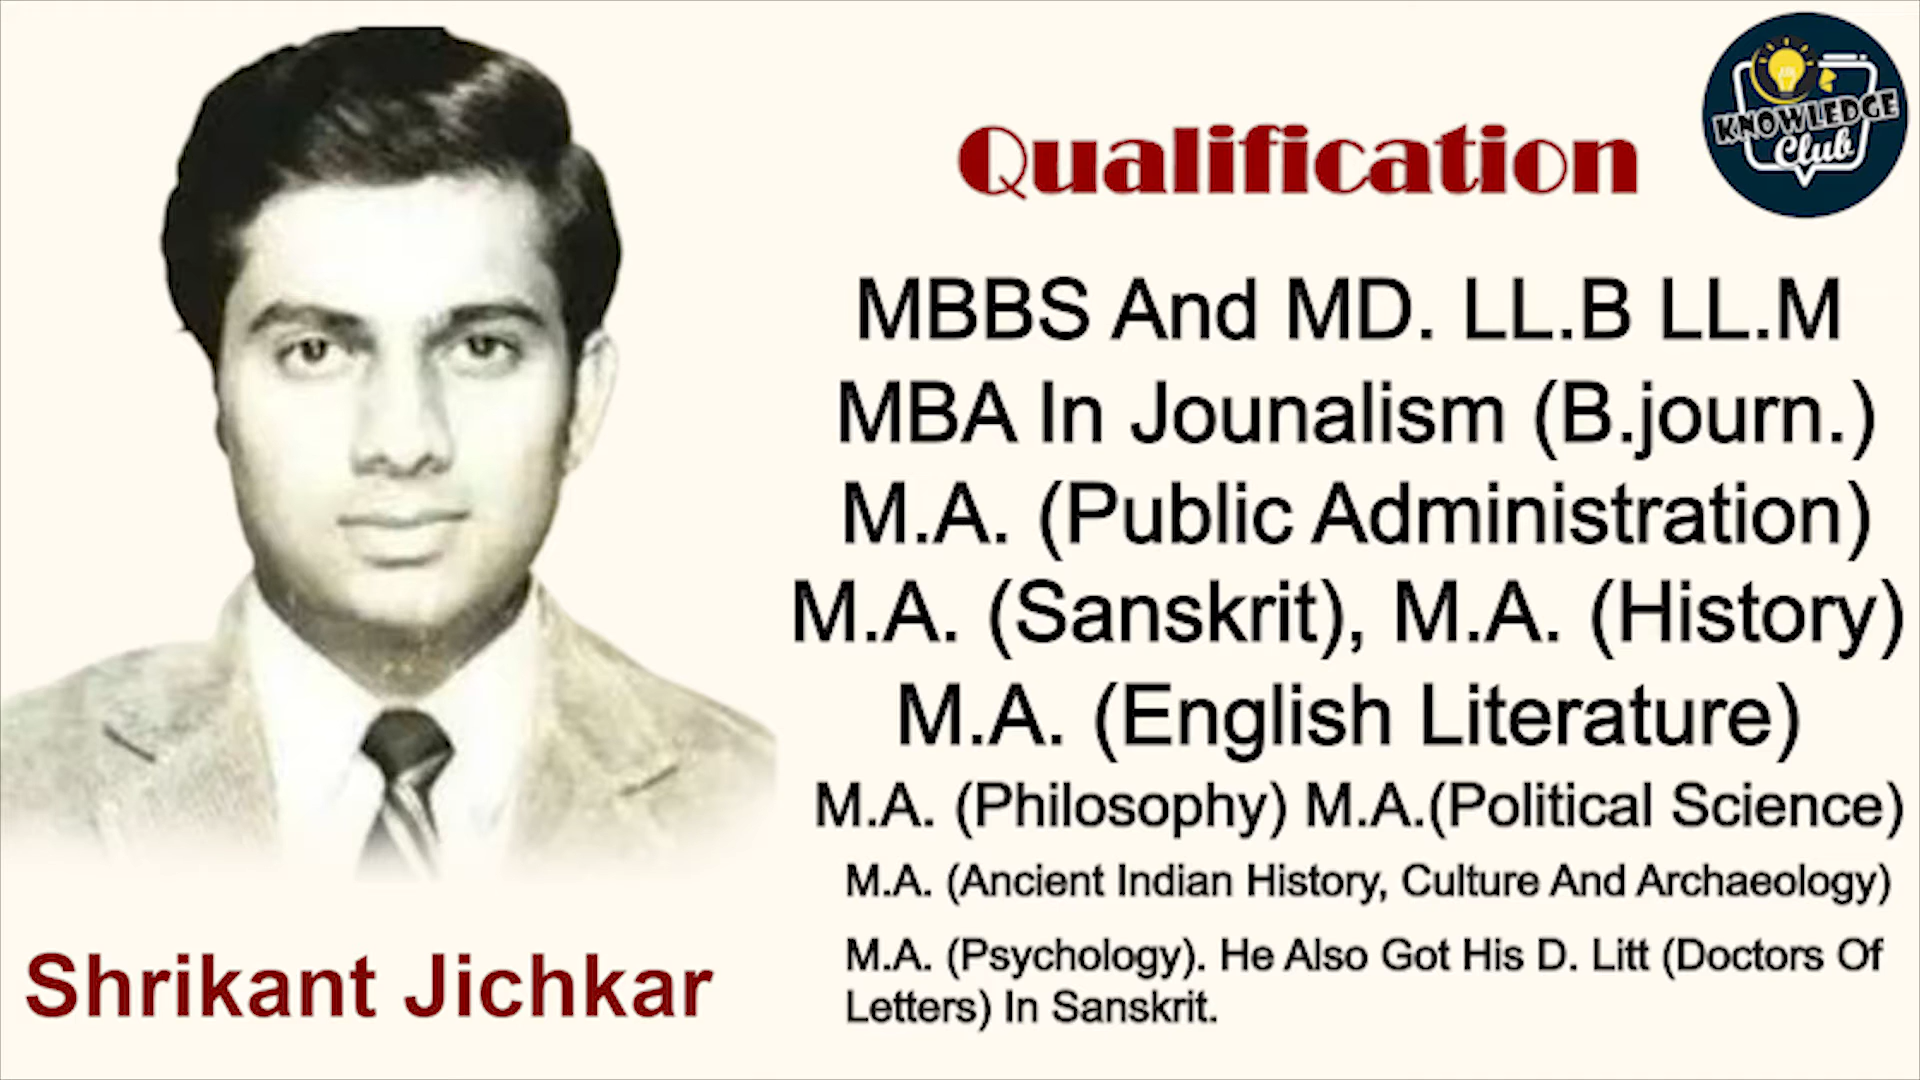 KNOWLEDGE
Club
Qualification
MBBS And MD. LL.B LL.M
MBA In Jounalism (B.journ.)
M.A. (Public Administration)
M.A. (Sanskrit), M.A. (History)
M.A. (English Literature)
M.A. (Philosophy) M.A.(Political Science)
M.A. (Ancient Indian History, Culture And Archaeology)
M.A. (Psychology). He Also Got His D. Litt (Doctors Of
Letters) In Sanskrit.
Shrikant Jichkar